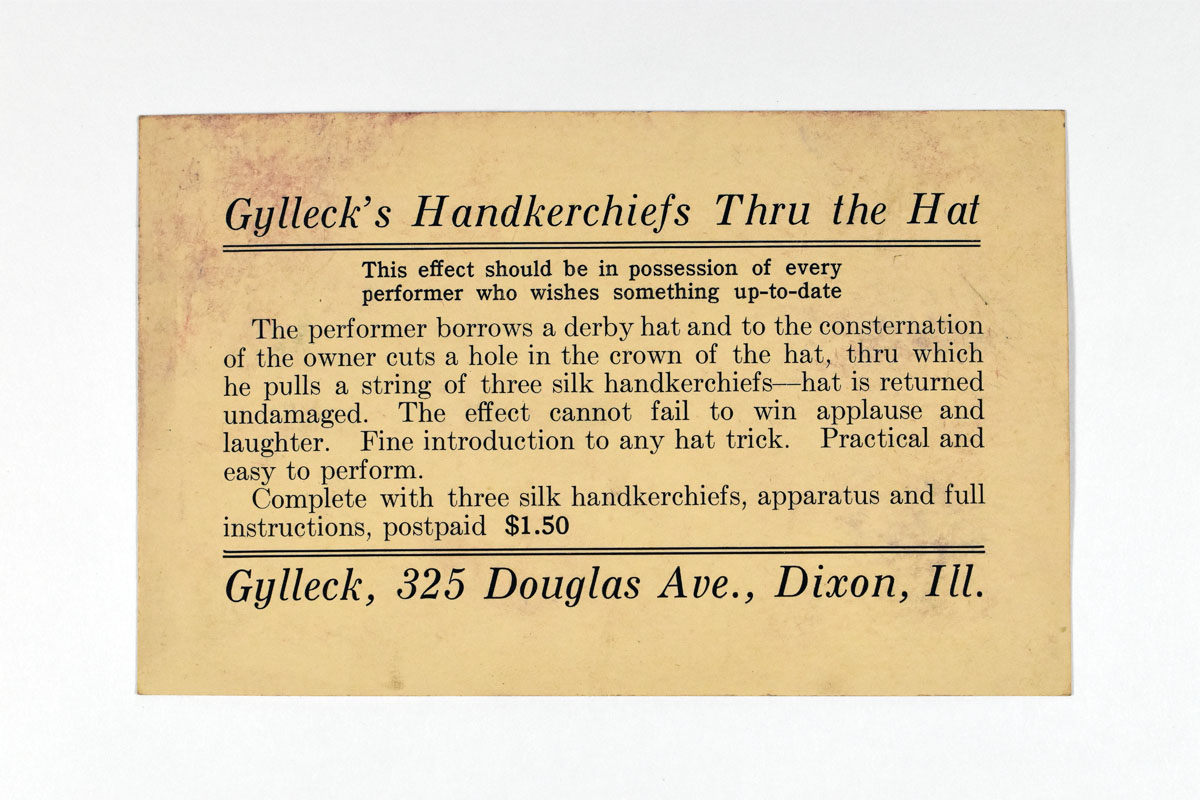 Gylleck's Handkerchiefs Thru the Hat
This effect should be in possession of every
performer who wishes something up-to-date
The performer borrows a derby hat and to the consternation
of the owner cuts a hole in the crown of the hat, thru which
he pulls a string of three silk handkerchiefs—hat is returned
undamaged. The effect cannot fail to win applause and
laughter. Fine introduction to any hat trick. Practical and
easy to perform.
Complete with three silk handkerchiefs, apparatus and full
instructions, postpaid $1.50
Gylleck, 325 Douglas Ave., Dixon, Ill.